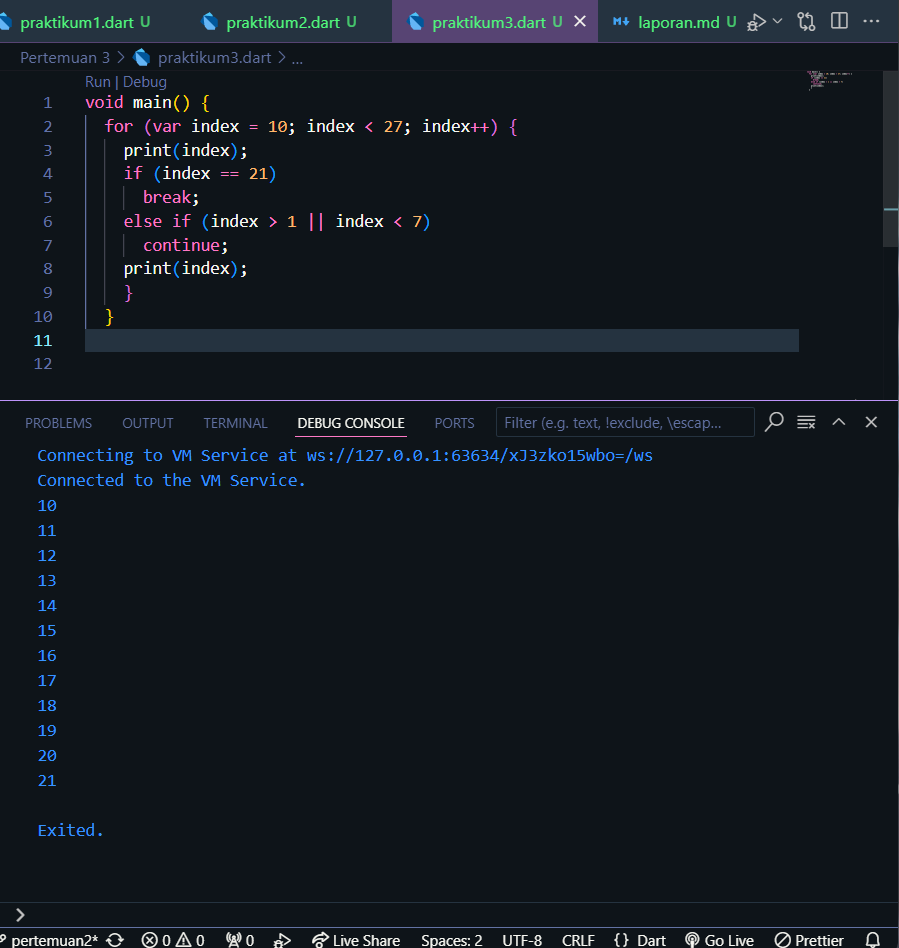 praktikum1.dart U praktikum2.dart U praktikum3.dart U laporan.md U
Pertemuan 3 > praktikum3.dart > ...
Run | Debug
1 void main() {
2 for (var index = 10; index < 27; index++) {
3 print(index);
4 if (index == 21)
5 break;
6 else if (index > 1 || index < 7)
7 continue;
8 print(index);
9 }
10 }
11
12
PROBLEMS OUTPUT TERMINAL DEBUG CONSOLE PORTS Filter (e.g. text, !exclude, \escap...
Connecting to VM Service at ws://127.0.0.1:63634/xJ3zko15wbo=/ws
Connected to the VM Service.
10
11
12
13
14
15
16
17
18
19
20
21
Exited.
pertemuan2* 0 0 0 Live Share Spaces: 2 UTF-8 CRLF {} Dart Go Live Prettier